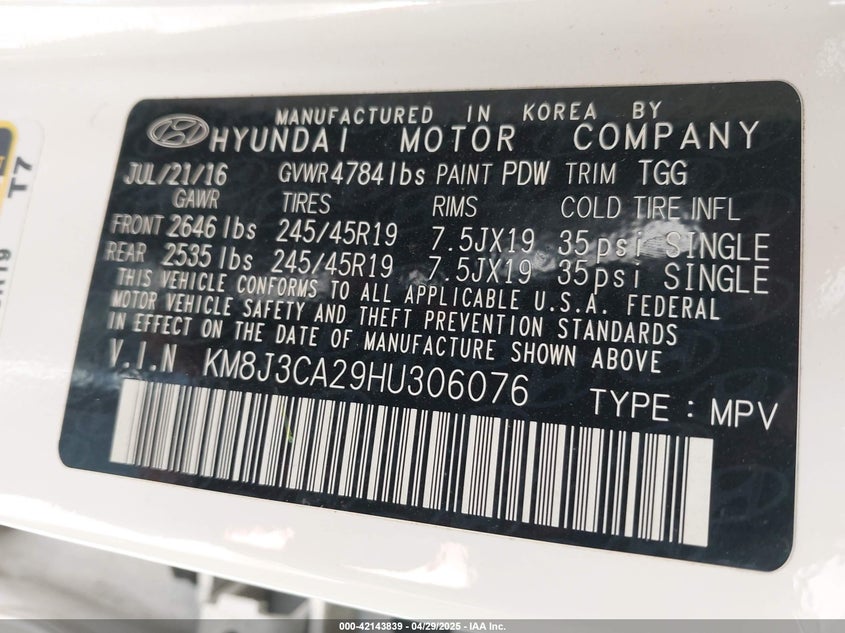 MANUFACTURED IN KOREA BY
HYUNDAI MOTOR COMPANY
JUL/21/16 GVWR 4784lbs PAINT PDW TRIM TGG
GAWR TIRES RIMS COLD TIRE INFL
FRONT 2646 lbs 245/45R19 7.5JX19 35psi SINGLE
REAR 2535 lbs 245/45R19 7.5JX19 35psi SINGLE
THIS VEHICLE CONFORMS TO ALL APPLICABLE U.S.A. FEDERAL
MOTOR VEHICLE SAFETY AND THEFT PREVENTION STANDARDS
IN EFFECT ON THE DATE OF MANUFACTURE SHOWN ABOVE
V.I.N KM8J3CA29HU306076 TYPE : MPV
T7
000-42143839 - 04/29/2025 - IAA Inc.